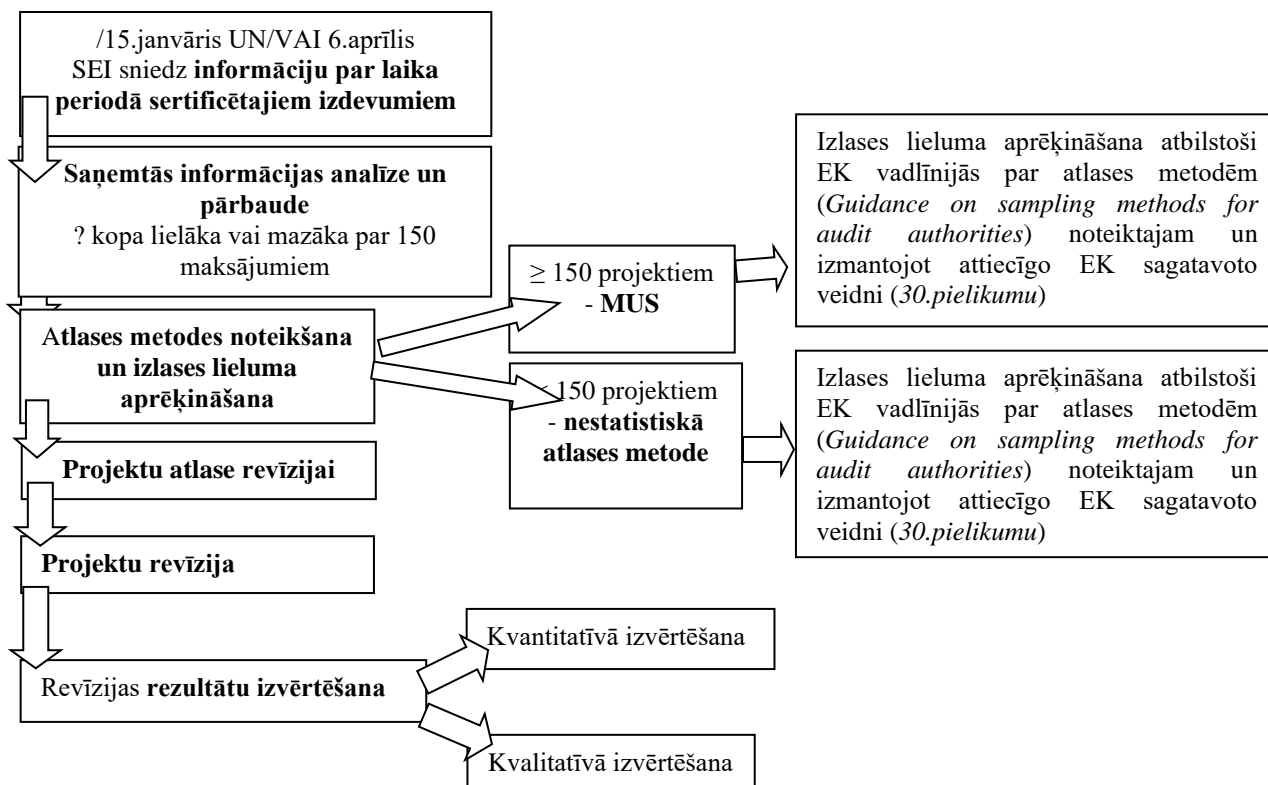 /15.janvāris UN/VAI 6.aprīlis
SEI sniedz informāciju par laika
periodā sertificētajiem izdevumiem
Saņemtās informācijas analīze un
pārbaude
? kopa lielāka vai mazāka par 150
maksājumiem
Atlases metodes noteikšana
un izlases lieluma
aprēķināšana
Projektu atlase revīzijai
Projektu revīzija
Revīzijas rezultātu izvērtēšana
≥ 150 projektiem
- MUS
150 projektiem
- nestatistiskā
atlases metode
Izlases lieluma aprēķināšana atbilstoši
EK vadlīnijās par atlases metodēm
(Guidance on sampling methods for
audit authorities) noteiktajam un
izmantojot attiecīgo EK sagatavoto
veidni (30.pielikumu)
Izlases lieluma aprēķināšana atbilstoši
EK vadlīnijās par atlases metodēm
(Guidance on sampling methods for
audit authorities) noteiktajam un
izmantojot attiecīgo EK sagatavoto
veidni (30.pielikumu)
Kvantitatīvā izvērtēšana
Kvalitatīvā izvērtēšana